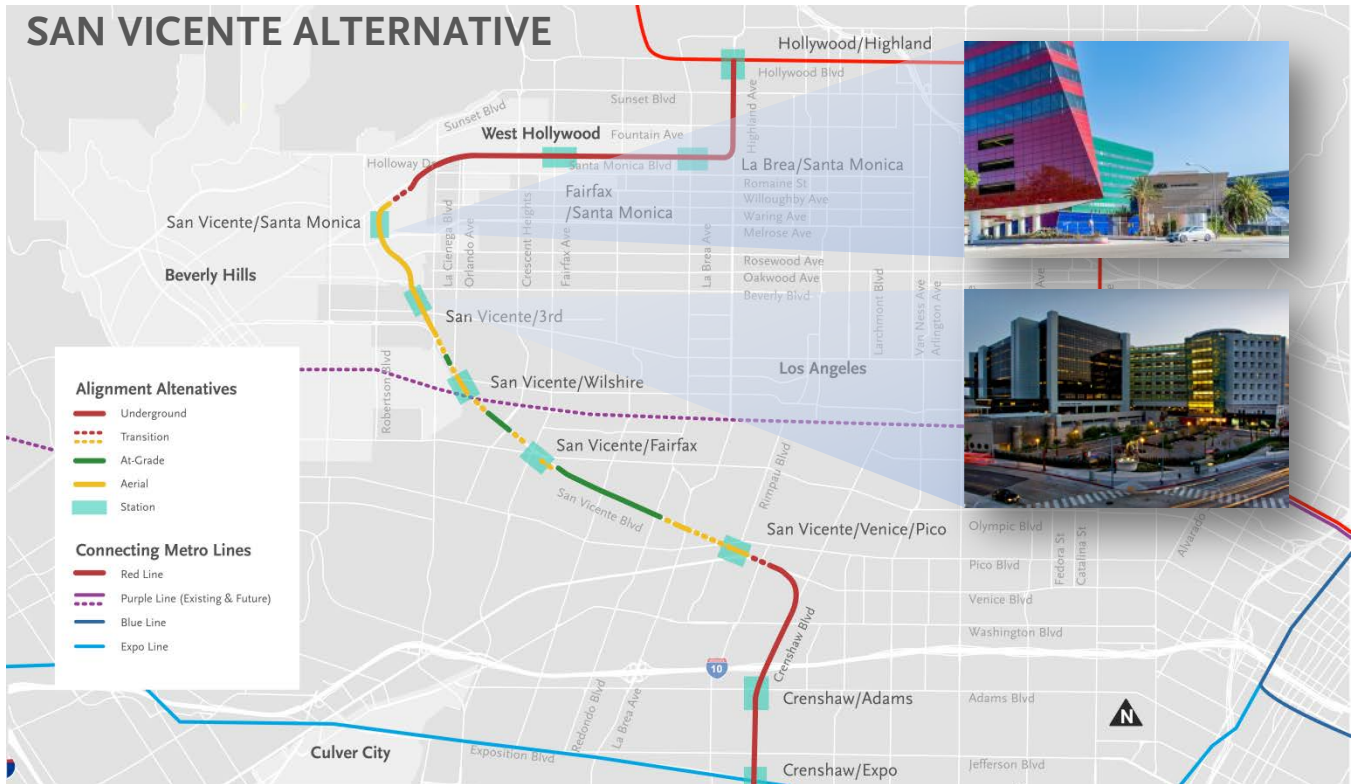 SAN VICENTE ALTERNATIVE
Hollywood/Highland
Hollywood Blvd
Sunset Blvd
Sunset Blvd
Highland Ave
West Hollywood
Fountain Ave
Holloway Dr
Santa Monica Blvd
La Brea/Santa Monica
Romaine St
Willoughby Ave
Waring Ave
Melrose Ave
Fairfax
/Santa Monica
San Vicente/Santa Monica
La Cienega Blvd
Orlando Ave
Crescent Heights
Fairfax Ave
La Brea Ave
Rosewood Ave
Oakwood Ave
Beverly Blvd
Larchmont Blvd
Van Ness Ave
Arlington Ave
Ave
Beverly Hills
San Vicente/3rd
Los Angeles
Robertson Blvd
San Vicente/Wilshire
San Vicente/Fairfax
San Vicente Blvd
Rimpau Blvd
San Vicente/Venice/Pico
Olympic Blvd
Pico Blvd
Fedora St
Catalina St
Alvarado
Venice Blvd
Washington Blvd
Crenshaw Blvd
10
Crenshaw/Adams
Adams Blvd
N
Redondo Blvd
La Brea Ave
Culver City
Exposition Blvd
Crenshaw/Expo
Jefferson Blvd
Alignment Altenatives
Underground
Transition
At-Grade
Aerial
Station
Connecting Metro Lines
Red Line
Purple Line (Existing & Future)
Blue Line
Expo Line